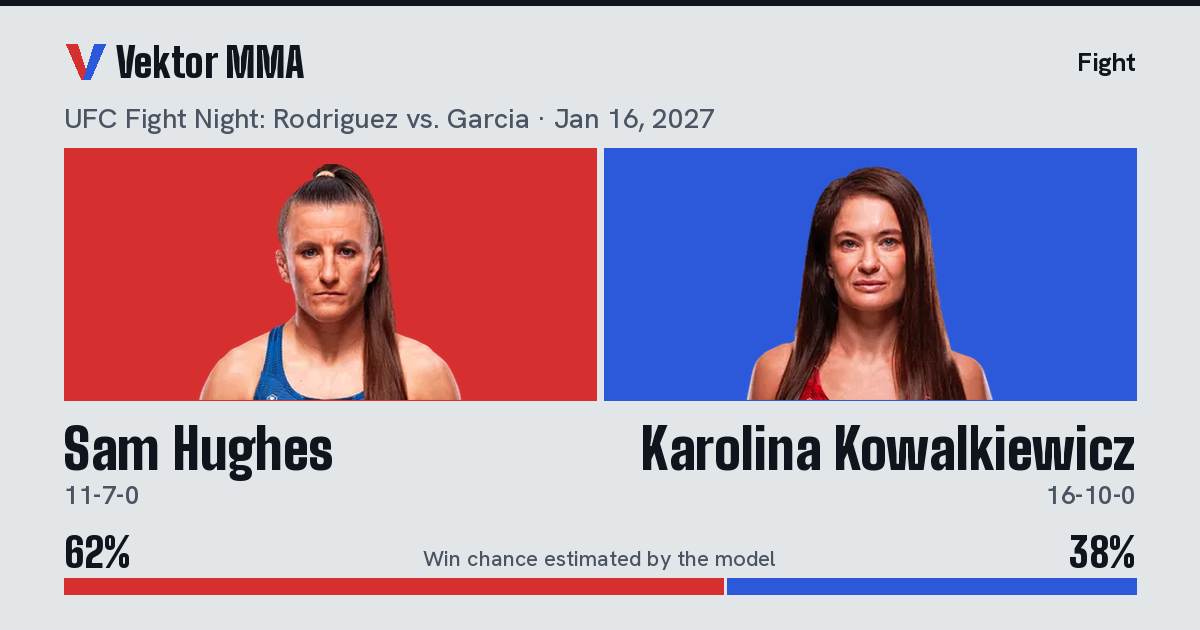 Vektor MMA
Fight
UFC Fight Night: Rodriguez vs. Garcia · Jan 16, 2027
Sam Hughes
Karolina Kowalkiewicz
11-7-0
16-10-0
62%
Win chance estimated by the model
38%